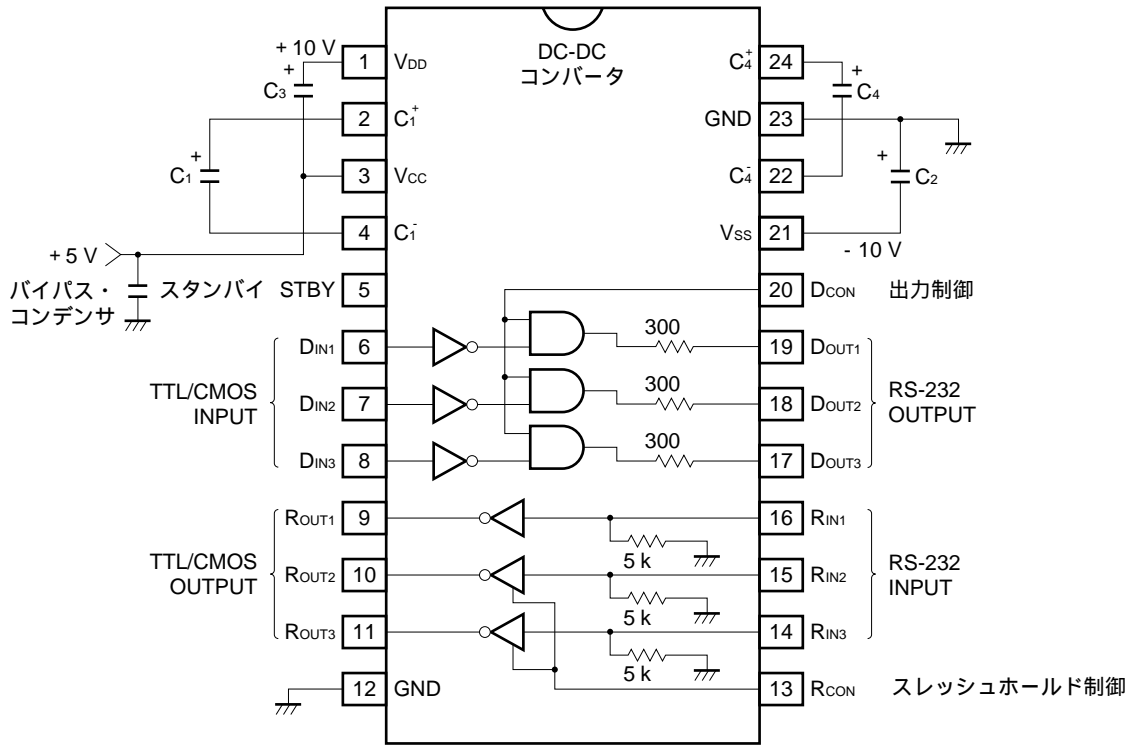 DC-DC
コンバータ
+ 10 V
+
C3
1 VDD
2 C1+
+
C1
3 VCC
4 C1-
+ 5 V
バイパス・
コンデンサ
スタンバイ STBY 5
TTL/CMOS
INPUT
DIN1 6
DIN2 7
DIN3 8
TTL/CMOS
OUTPUT
ROUT1 9
ROUT2 10
ROUT3 11
12 GND
C4+ 24
+
C4
GND 23
C4- 22
+
C2
VSS 21
- 10 V
20 DCON 出力制御
300
19 DOUT1
300
18 DOUT2
300
17 DOUT3
RS-232
OUTPUT
16 RIN1
5 k
15 RIN2
5 k
14 RIN3
5 k
RS-232
INPUT
13 RCON スレッシュホールド制御